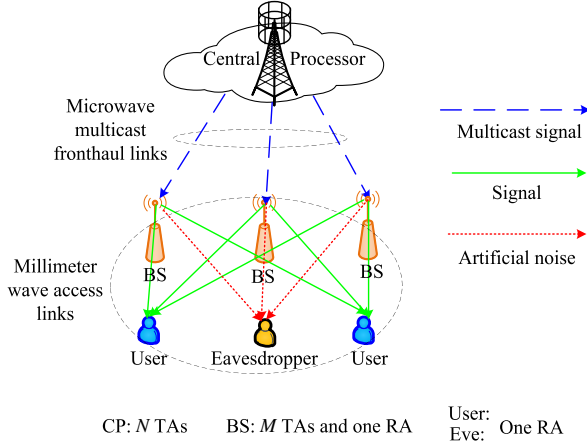 Central Processor
Microwave
multicast
fronthaul links
Multicast signal
Signal
Artificial noise
BS
BS
BS
Millimeter
wave access
links
User
Eavesdropper
User
CP: N TAs
BS: M TAs and one RA
User:
Eve:
One RA